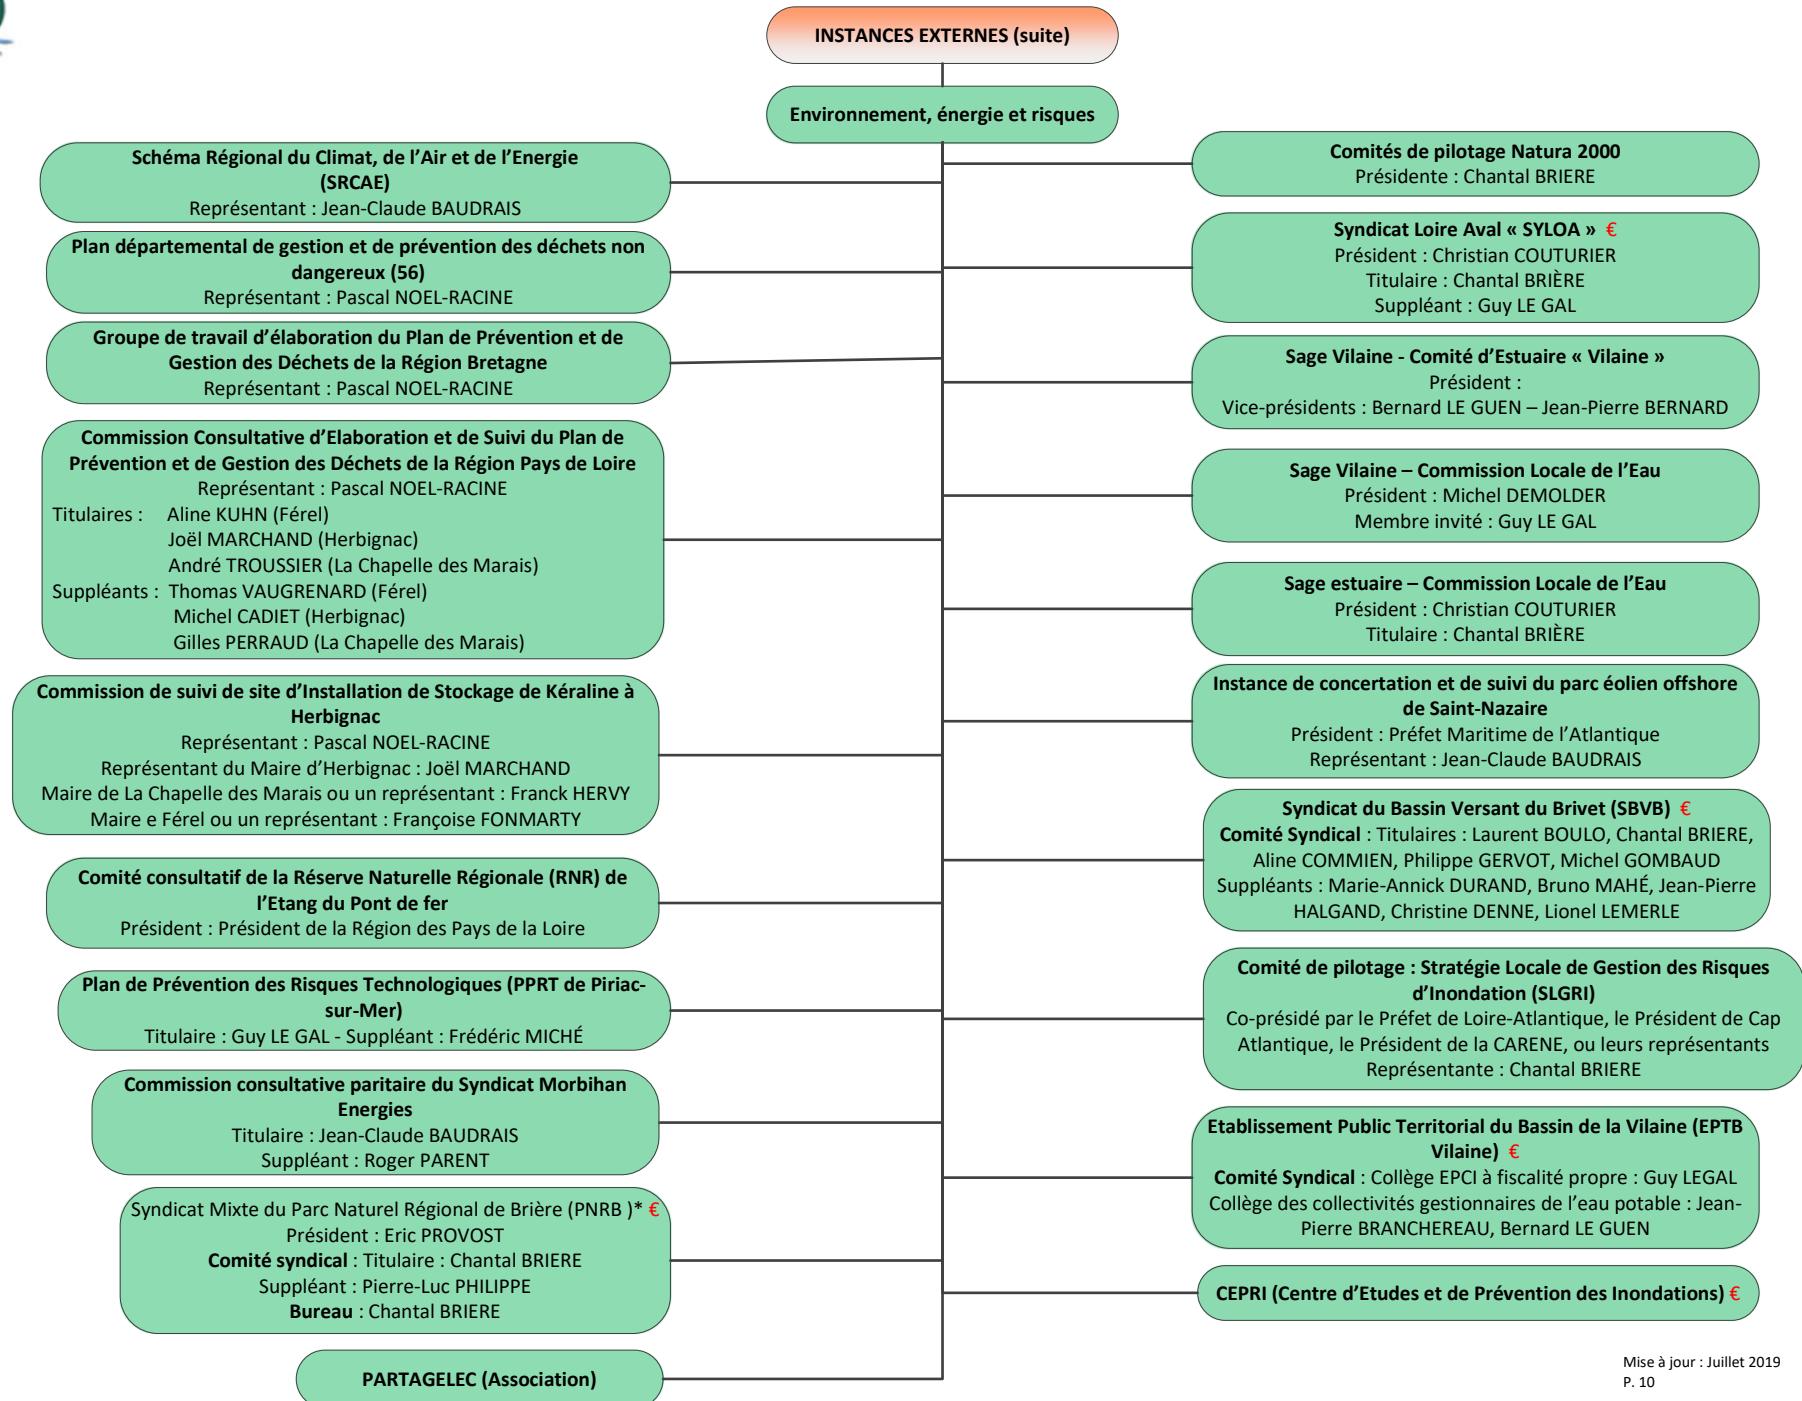 INSTANCES EXTERNES (suite)
Environnement, énergie et risques
Schéma Régional du Climat, de l'Air et de l'Energie
(SRCAE)
Représentant : Jean-Claude BAUDRAIS
Plan départemental de gestion et de prévention des déchets non
dangereux (56)
Représentant : Pascal NOEL-RACINE
Groupe de travail d'élaboration du Plan de Prévention et de
Gestion des Déchets de la Région Bretagne
Représentant : Pascal NOEL-RACINE
Commission Consultative d'Elaboration et de Suivi du Plan de
Prévention et de Gestion des Déchets de la Région Pays de Loire
Représentant : Pascal NOEL-RACINE
Titulaires : Aline KUHN (Férel)
Joël MARCHAND (Herbignac)
André TROUSSIER (La Chapelle des Marais)
Suppléants : Thomas VAUGRENARD (Férel)
Michel CADIET (Herbignac)
Gilles PERRAUD (La Chapelle des Marais)
Commission de suivi de site d'Installation de Stockage de Kéraline à
Herbignac
Représentant : Pascal NOEL-RACINE
Représentant du Maire d'Herbignac : Joël MARCHAND
Maire de La Chapelle des Marais ou un représentant : Franck HERVY
Maire e Férel ou un représentant : Françoise FONMARTY
Comité consultatif de la Réserve Naturelle Régionale (RNR) de
l'Etang du Pont de fer
Président : Président de la Région des Pays de la Loire
Plan de Prévention des Risques Technologiques (PPRT de Piriac-
sur-Mer)
Titulaire : Guy LE GAL - Suppléant : Frédéric MICHÉ
Commission consultative paritaire du Syndicat Morbihan
Energies
Titulaire : Jean-Claude BAUDRAIS
Suppléant : Roger PARENT
Syndicat Mixte du Parc Naturel Régional de Brière (PNRB )* €
Président : Eric PROVOST
Comité syndical : Titulaire : Chantal BRIERE
Suppléant : Pierre-Luc PHILIPPE
Bureau : Chantal BRIERE
PARTAGELEC (Association)
Comités de pilotage Natura 2000
Présidente : Chantal BRIERE
Syndicat Loire Aval « SYLOA » €
Président : Christian COUTURIER
Titulaire : Chantal BRIÈRE
Suppléant : Guy LE GAL
Sage Vilaine - Comité d'Estuaire « Vilaine »
Président :
Vice-présidents : Bernard LE GUEN – Jean-Pierre BERNARD
Sage Vilaine – Commission Locale de l'Eau
Président : Michel DEMOLDER
Membre invité : Guy LE GAL
Sage estuaire – Commission Locale de l'Eau
Président : Christian COUTURIER
Titulaire : Chantal BRIÈRE
Instance de concertation et de suivi du parc éolien offshore
de Saint-Nazaire
Président : Préfet Maritime de l'Atlantique
Représentant : Jean-Claude BAUDRAIS
Syndicat du Bassin Versant du Brivet (SBVB) €
Comité Syndical : Titulaires : Laurent BOULO, Chantal BRIERE,
Aline COMMIEN, Philippe GERVOT, Michel GOMBAUD
Suppléants : Marie-Annick DURAND, Bruno MAHÉ, Jean-Pierre
HALGAND, Christine DENNE, Lionel LEMERLE
Comité de pilotage : Stratégie Locale de Gestion des Risques
d'Inondation (SLGRI)
Co-présidé par le Préfet de Loire-Atlantique, le Président de Cap
Atlantique, le Président de la CARENE, ou leurs représentants
Représentante : Chantal BRIERE
Etablissement Public Territorial du Bassin de la Vilaine (EPTB
Vilaine) €
Comité Syndical : Collège EPCI à fiscalité propre : Guy LEGAL
Collège des collectivités gestionnaires de l'eau potable : Jean-
Pierre BRANCHEREAU, Bernard LE GUEN
CEPRI (Centre d'Etudes et de Prévention des Inondations) €
Mise à jour : Juillet 2019
P. 10